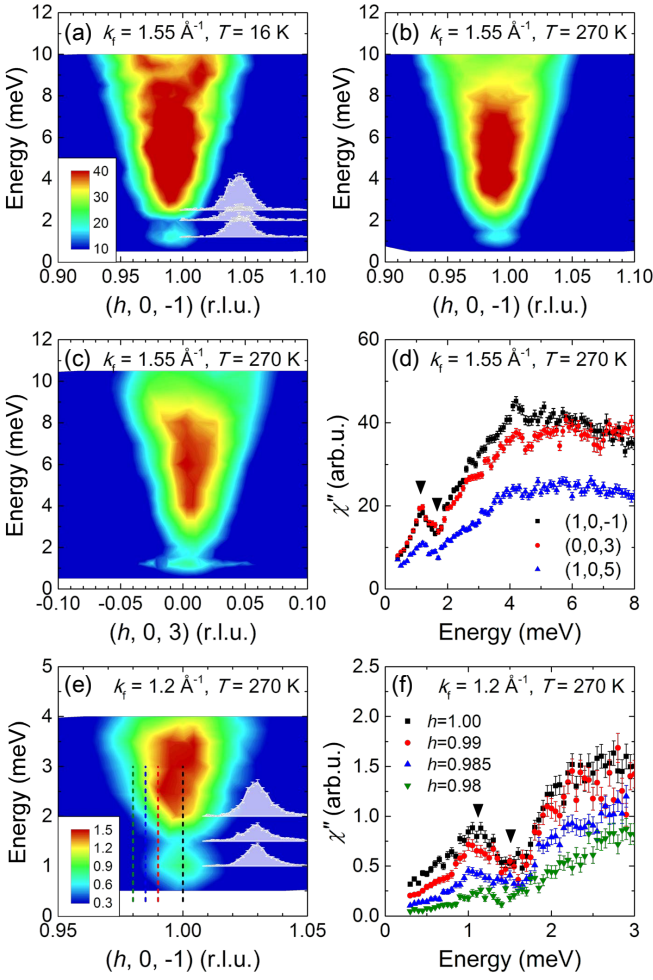 (a) kf = 1.55 Å-1, T = 16 K
Energy (meV)
10
8
6
4
2
0
40
30
20
10
0.90 0.95 1.00 1.05 1.10
(h, 0, -1) (r.l.u.)
(b) kf = 1.55 Å-1, T = 270 K
Energy (meV)
10
8
6
4
2
0
0.90 0.95 1.00 1.05 1.10
(h, 0, -1) (r.l.u.)
(c) kf = 1.55 Å-1, T = 270 K
Energy (meV)
12
10
8
6
4
2
0
-0.10 -0.05 0.00 0.05 0.10
(h, 0, 3) (r.l.u.)
(d) kf = 1.55 Å-1, T = 270 K
χ″ (arb.u.)
60
40
20
0
(1,0,-1)
(0,0,3)
(1,0,5)
0 2 4 6 8
Energy (meV)
(e) kf = 1.2 Å-1, T = 270 K
Energy (meV)
5
4
3
2
1
0
1.5
1.2
0.9
0.6
0.3
0.95 1.00 1.05
(h, 0, -1) (r.l.u.)
(f) kf = 1.2 Å-1, T = 270 K
χ″ (arb.u.)
2.5
2.0
1.5
1.0
0.5
0.0
h=1.00
h=0.99
h=0.985
h=0.98
0 1 2 3
Energy (meV)